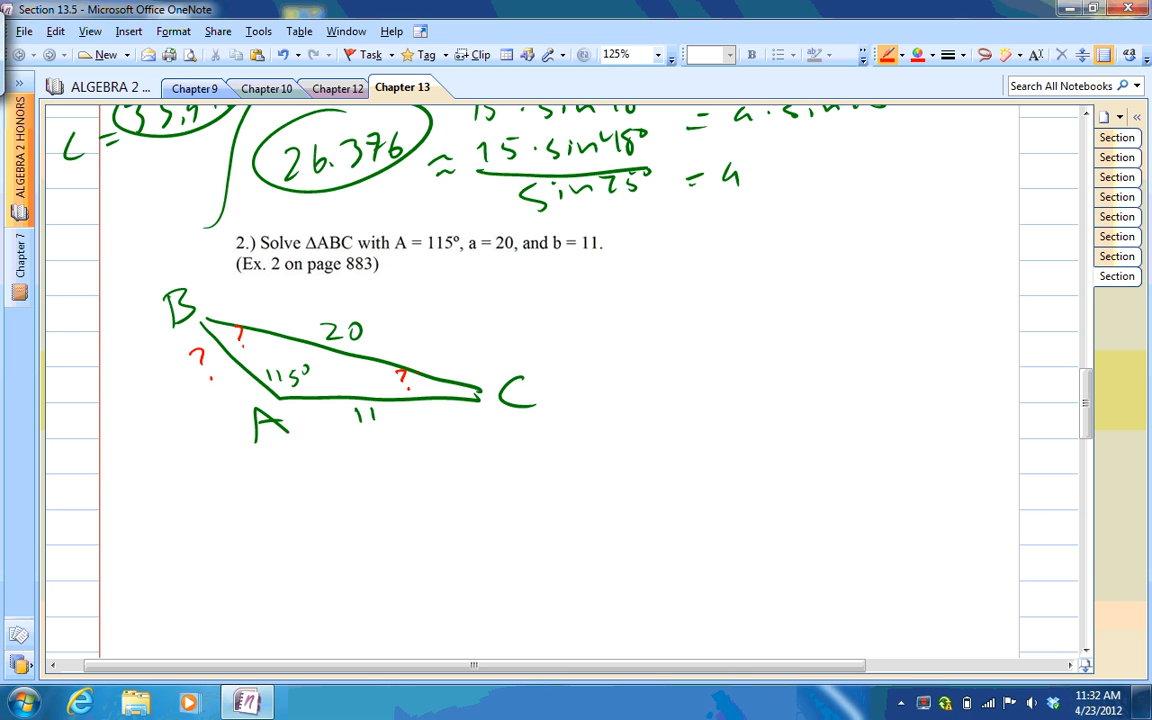 Section 13.5 - Microsoft Office OneNote
File Edit View Insert Format Share Tools Table Window Help
New Task Tag Clip 125% B abc A
ALGEBRA 2 ... Chapter 9 Chapter 10 Chapter 12 Chapter 13 Search All Notebooks
ALGEBRA 2 HONORS
Chapter 7
Section
Section
Section
Section
Section
Section
Section
Section
C =
26.376 ≈ 15 · sin 48° / sin 25° = a
2.) Solve ΔABC with A = 115º, a = 20, and b = 11.
(Ex. 2 on page 883)
B
? 20
?
115° ?
C
A 11
11:32 AM
4/23/2012